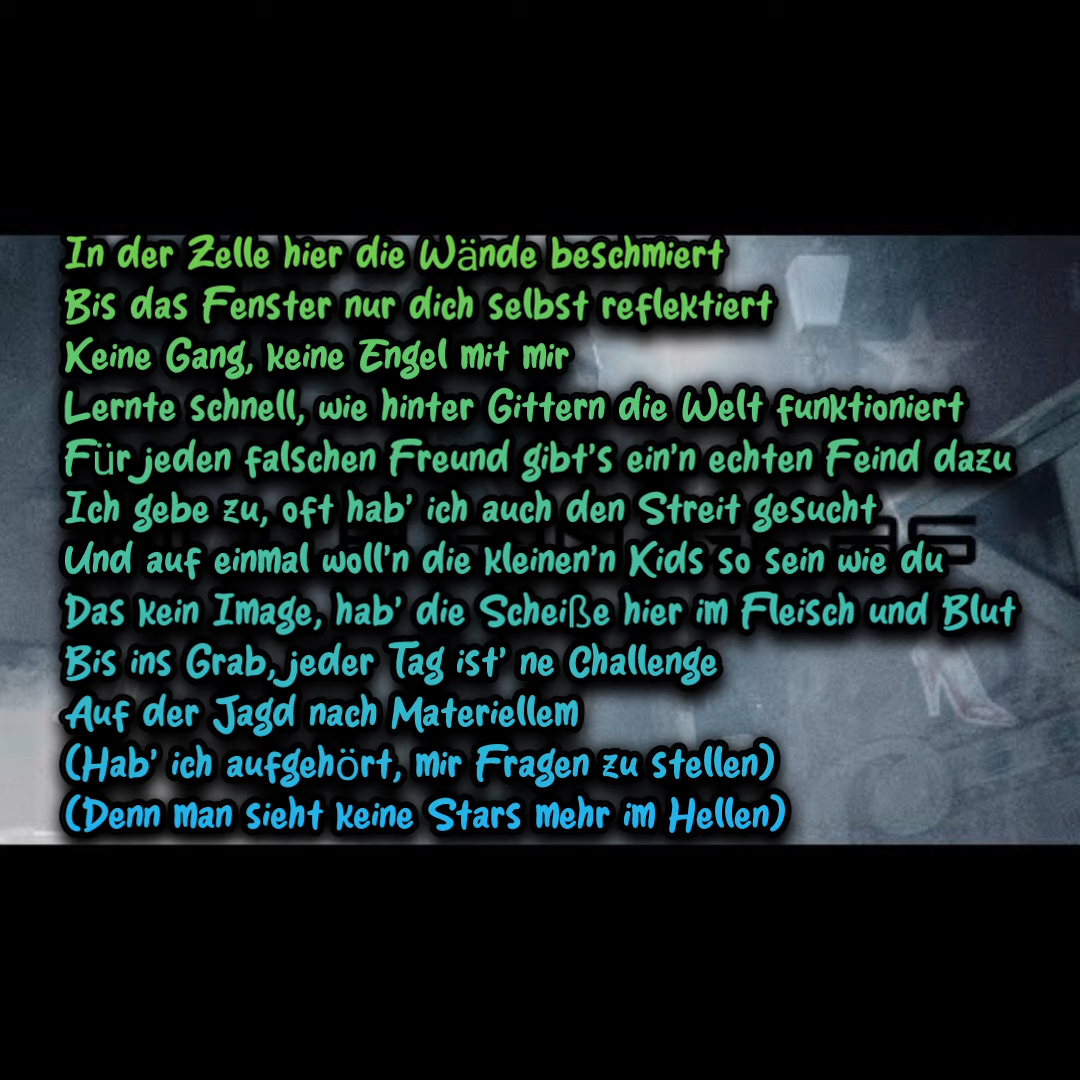 In der Zelle hier die Wände beschmiert
Bis das Fenster nur dich selbst reflektiert
Keine Gang, keine Engel mit mir
Lernte schnell, wie hinter Gittern die Welt funktioniert
Für jeden falschen Freund gibt's ein'n echten Feind dazu
Ich gebe zu, oft hab' ich auch den Streit gesucht
Und auf einmal woll'n die kleinen'n Kids so sein wie du
Das kein Image, hab' die Scheiße hier im Fleisch und Blut
Bis ins Grab, jeder Tag ist' ne Challenge
Auf der Jagd nach Materiellem
(Hab' ich aufgehört, mir Fragen zu stellen)
(Denn man sieht keine Stars mehr im Hellen)